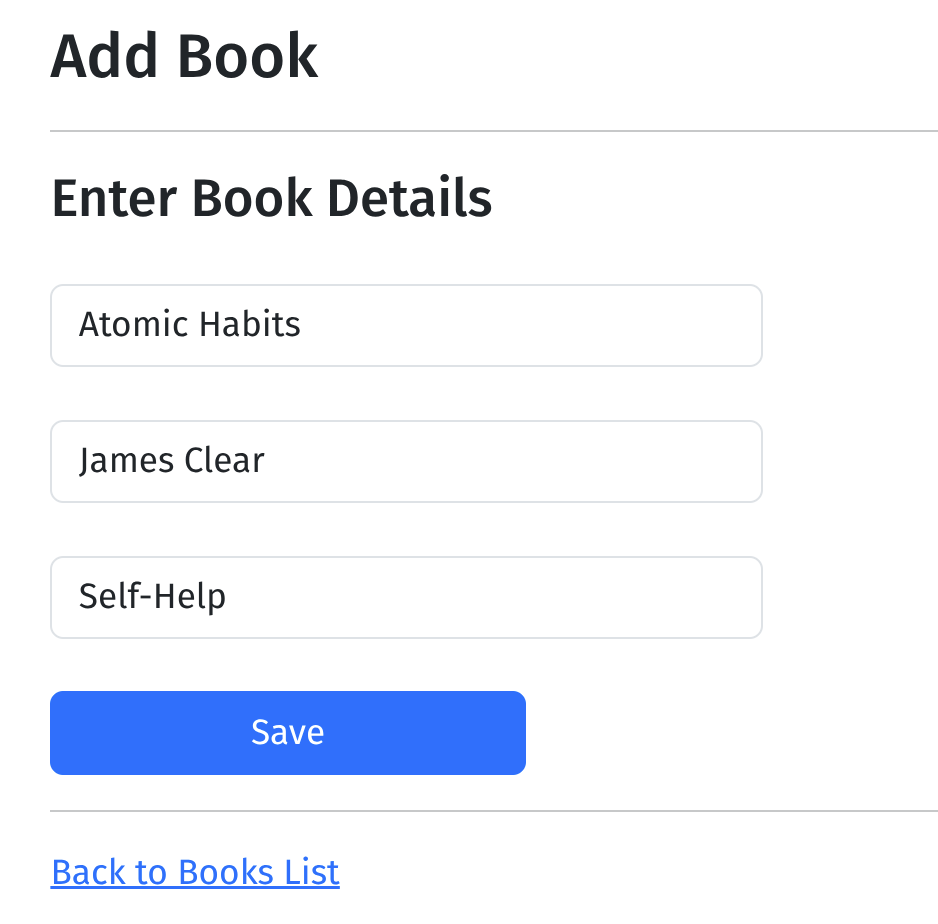 Add Book
Enter Book Details
Atomic Habits
James Clear
Self-Help
Save
Back to Books List